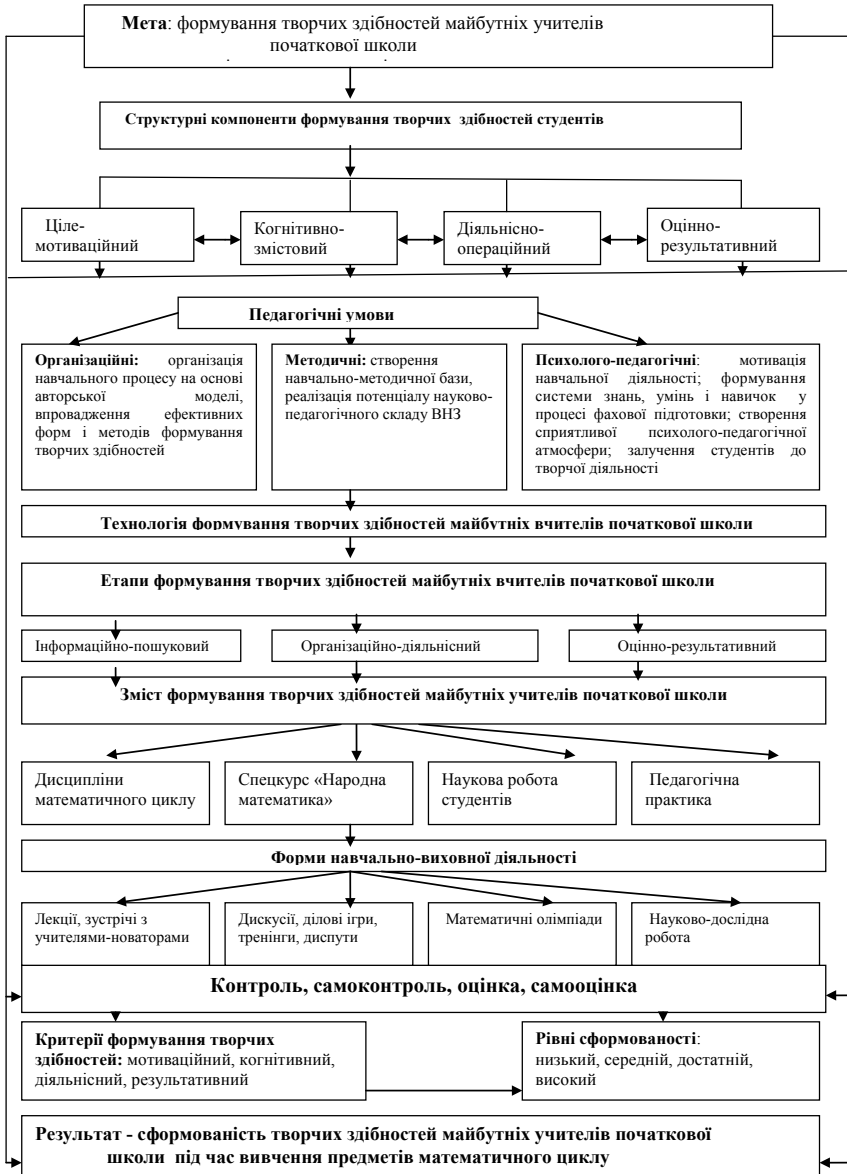 Мета: формування творчих здібностей майбутніх учителів
початкової школи
Структурні компоненти формування творчих здібностей студентів
Ціле-
мотиваційний
Когнітивно-
змістовий
Діяльнісно-
операційний
Оцінно-
результативний
Педагогічні умови
Організаційні: організація
навчального процесу на основі
авторської моделі,
впровадження ефективних
форм і методів формування
творчих здібностей
Методичні: створення
навчально-методичної бази,
реалізація потенціалу науково-
педагогічного складу ВНЗ
Психолого-педагогічні: мотивація
навчальної діяльності; формування
системи знань, умінь і навичок у
процесі фахової підготовки; створення
сприятливої психолого-педагогічної
атмосфери; залучення студентів до
творчої діяльності
Технологія формування творчих здібностей майбутніх вчителів початкової школи
Етапи формування творчих здібностей майбутніх вчителів початкової школи
Інформаційно-пошуковий
Організаційно-діяльнісний
Оцінно-результативний
Зміст формування творчих здібностей майбутніх учителів початкової школи
Дисципліни
математичного циклу
Спецкурс «Народна
математика»
Наукова робота
студентів
Педагогічна
практика
Форми навчально-виховної діяльності
Лекції, зустрічі з
учителями-новаторами
Дискусії, ділові ігри,
тренінги, диспути
Математичні олімпіади
Науково-дослідна
робота
Контроль, самоконтроль, оцінка, самооцінка
Критерії формування творчих
здібностей: мотиваційний, когнітивний,
діяльнісний, результативний
Рівні сформованості:
низький, середній, достатній,
високий
Результат - сформованість творчих здібностей майбутніх учителів початкової
школи під час вивчення предметів математичного циклу